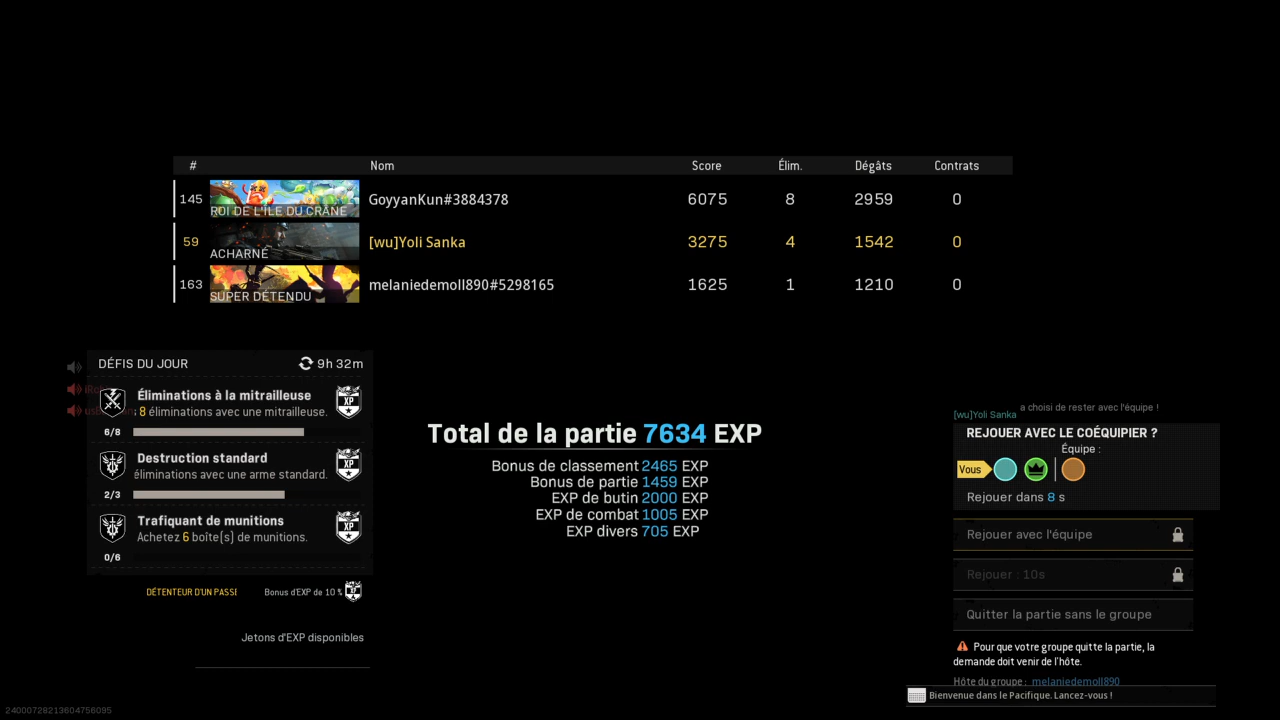 # Nom Score Élim. Dégâts Contrats
145 ROI DE L'ÎLE DU CRÂNE GoyyanKun#3884378 6075 8 2959 0
59 ACHARNÉ [wu]Yoli Sanka 3275 4 1542 0
163 SUPER DÉTENDU melaniedemoll890#5298165 1625 1 1210 0
DÉFIS DU JOUR 9h 32m
Éliminations à la mitrailleuse
8 éliminations avec une mitrailleuse.
6/8
XP
Destruction standard
éliminations avec une arme standard.
2/3
XP
Trafiquant de munitions
Achetez 6 boîte(s) de munitions.
0/6
XP
DÉTENTEUR D'UN PASSE
Bonus d'EXP de 10 %
Jetons d'EXP disponibles
Total de la partie 7634 EXP
Bonus de classement 2465 EXP
Bonus de partie 1459 EXP
EXP de butin 2000 EXP
EXP de combat 1005 EXP
EXP divers 705 EXP
[wu]Yoli Sanka a choisi de rester avec l'équipe !
REJOUER AVEC LE COÉQUIPIER ?
Équipe :
Vous
Rejouer dans 8 s
Rejouer avec l'équipe
Rejouer : 10s
Quitter la partie sans le groupe
Pour que votre groupe quitte la partie, la
demande doit venir de l'hôte.
Hôte du groupe : melaniedemoll890
Bienvenue dans le Pacifique. Lancez-vous !
24000728213604756095